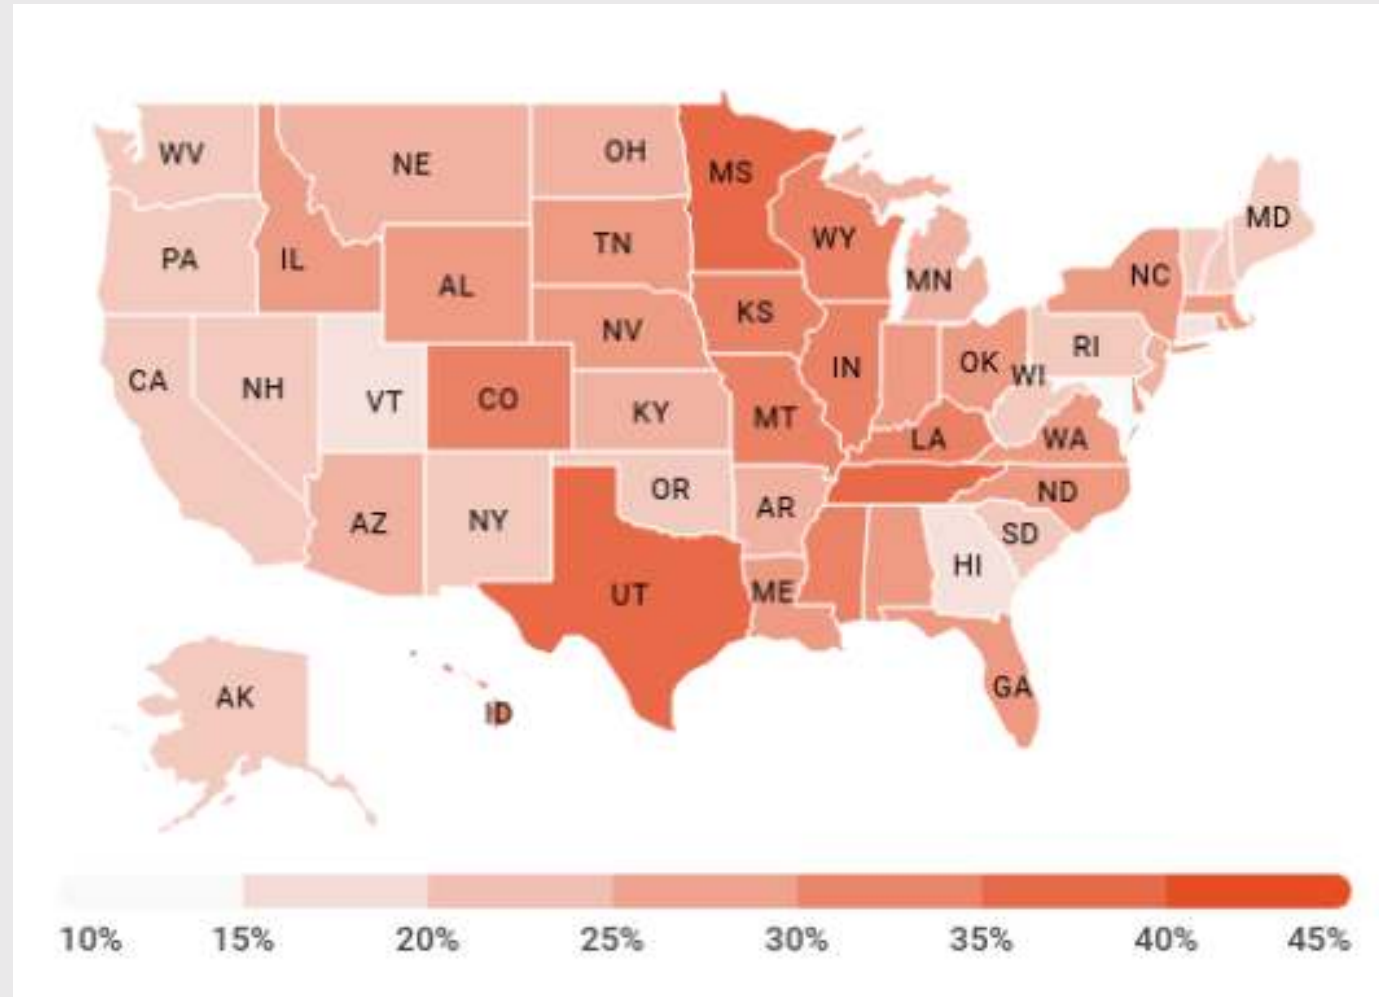 WV
NE
OH
MS
WY
MN
MD
PA
IL
AL
TN
NV
KS
NC
CA
NH
VT
CO
KY
MT
IN
OK
WI
RI
LA
WA
AZ
NY
OR
AR
ND
SD
HI
UT
ME
GA
AK
ID
10% 15% 20% 25% 30% 35% 40% 45%